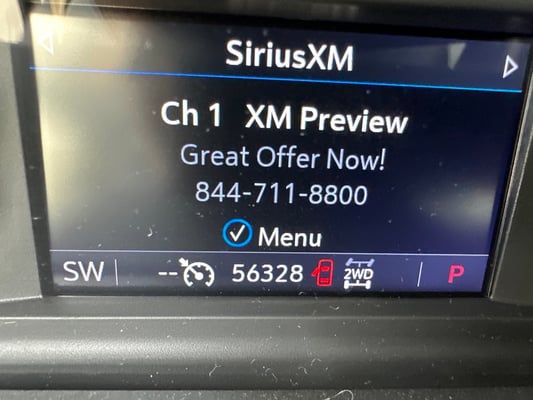 SiriusXM
Ch 1 XM Preview
Great Offer Now!
844-711-8800
Menu
SW -- 56328 2WD P